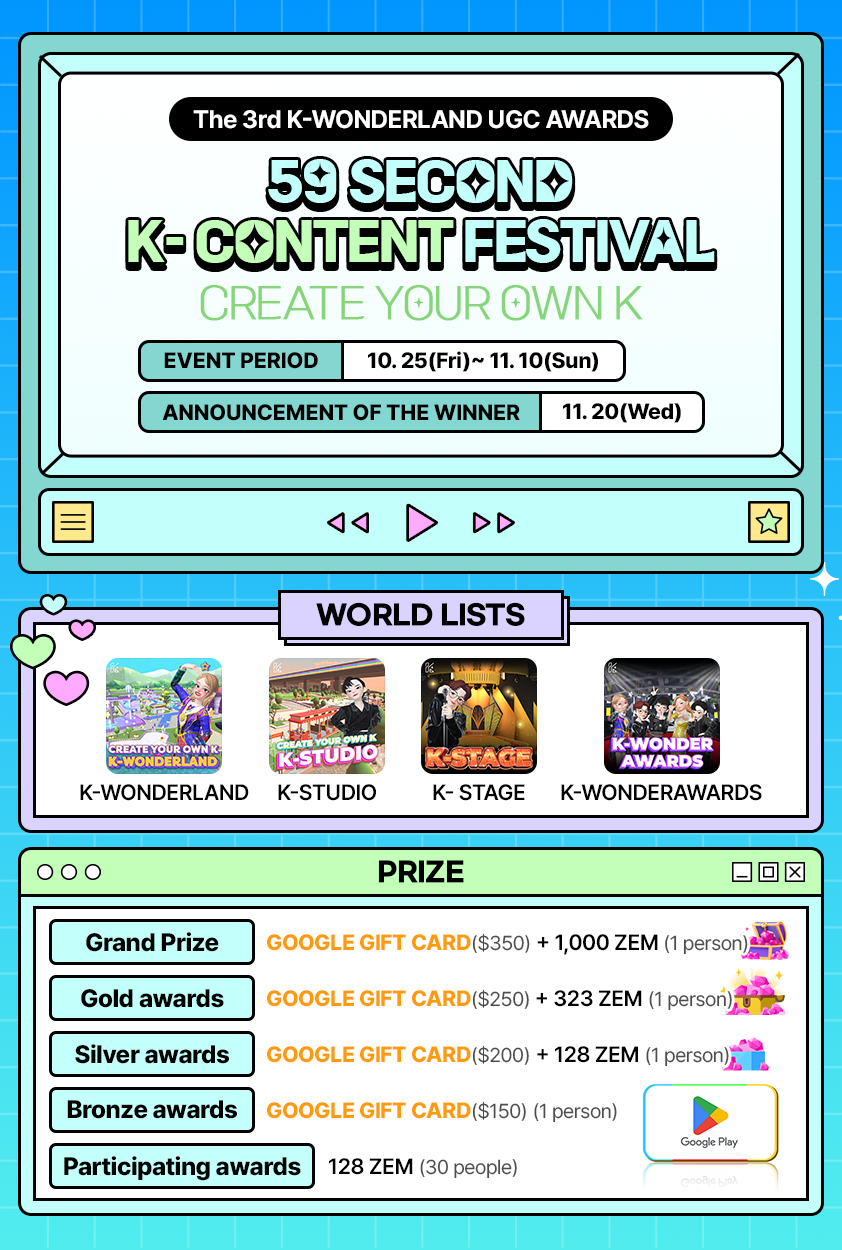 The 3rd K-WONDERLAND UGC AWARDS
59 SECOND
K- CONTENT FESTIVAL
CREATE YOUR OWN K
EVENT PERIOD 10. 25(Fri)~ 11. 10(Sun)
ANNOUNCEMENT OF THE WINNER 11. 20(Wed)
WORLD LISTS
CREATE YOUR OWN K
K-WONDERLAND
CREATE YOUR OWN K
K-STUDIO
K-STAGE
K-WONDER
AWARDS
K-WONDERLAND K-STUDIO K- STAGE K-WONDERAWARDS
PRIZE
Grand Prize GOOGLE GIFT CARD($350) + 1,000 ZEM (1 person)
Gold awards GOOGLE GIFT CARD($250) + 323 ZEM (1 person)
Silver awards GOOGLE GIFT CARD($200) + 128 ZEM (1 person)
Bronze awards GOOGLE GIFT CARD($150) (1 person)
Google Play
Participating awards 128 ZEM (30 people)